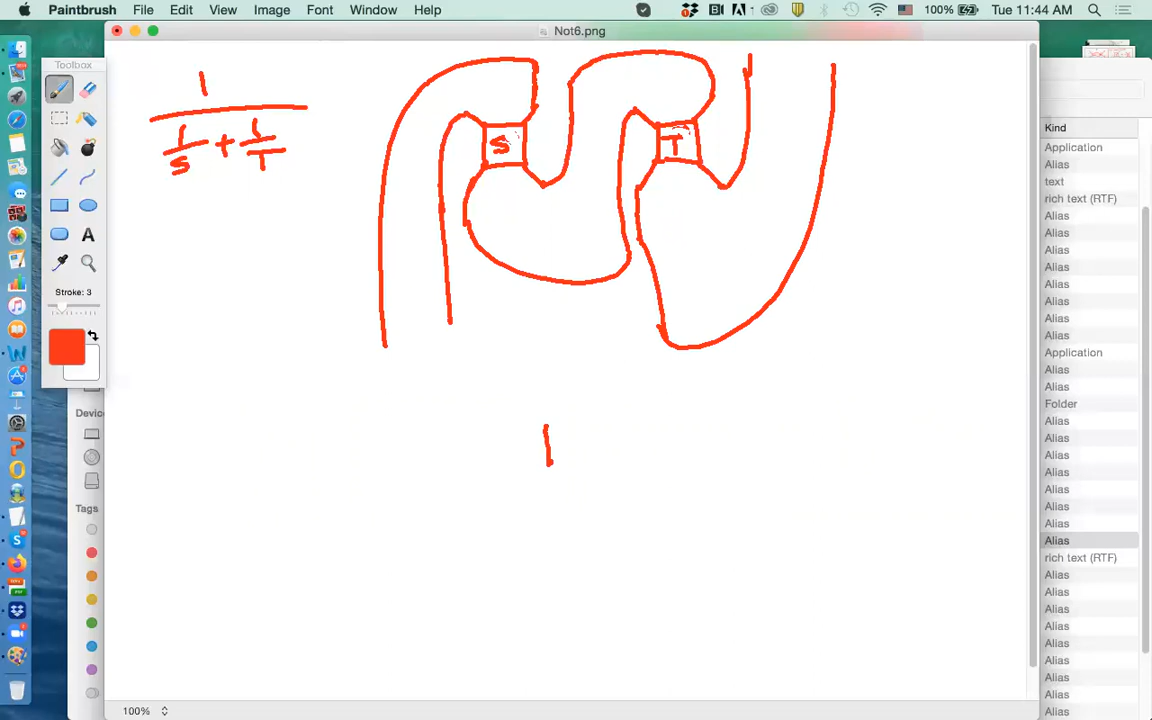 Paintbrush File Edit View Image Font Window Help 100% Tue 11:44 AM
Not6.png
Toolbox
Stroke: 3
1
1 + 1
S T
S T
1
Kind
Application
Alias
text
rich text (RTF)
Alias
Alias
Alias
Alias
Alias
Alias
Alias
Alias
Application
Alias
Alias
Folder
Alias
Alias
Alias
Alias
Alias
Alias
Alias
Alias
rich text (RTF)
Alias
Alias
Alias
Alias
Alias
Alias
Alias
Alias
Alias
Devic
Tags
100%